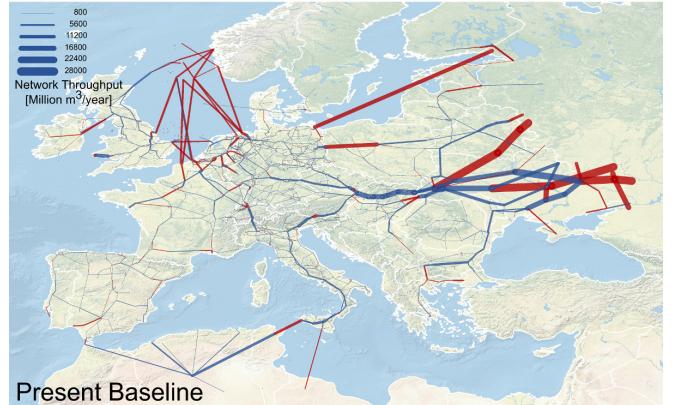 800
5600
11200
16800
22400
28000
Network Throughput
[Million m³/year]
Present Baseline